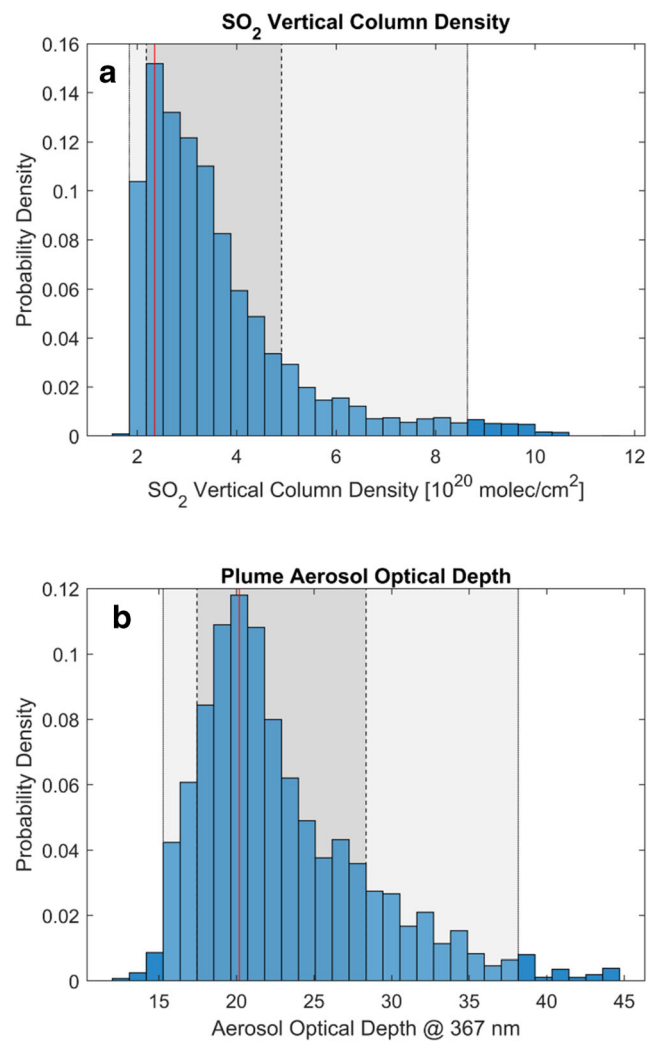 SO2 Vertical Column Density
a
0.16
0.14
0.12
0.1
0.08
0.06
0.04
0.02
0
Probability Density
2 4 6 8 10 12
SO2 Vertical Column Density [10^20 molec/cm^2]
Plume Aerosol Optical Depth
b
0.12
0.1
0.08
0.06
0.04
0.02
0
Probability Density
15 20 25 30 35 40 45
Aerosol Optical Depth @ 367 nm